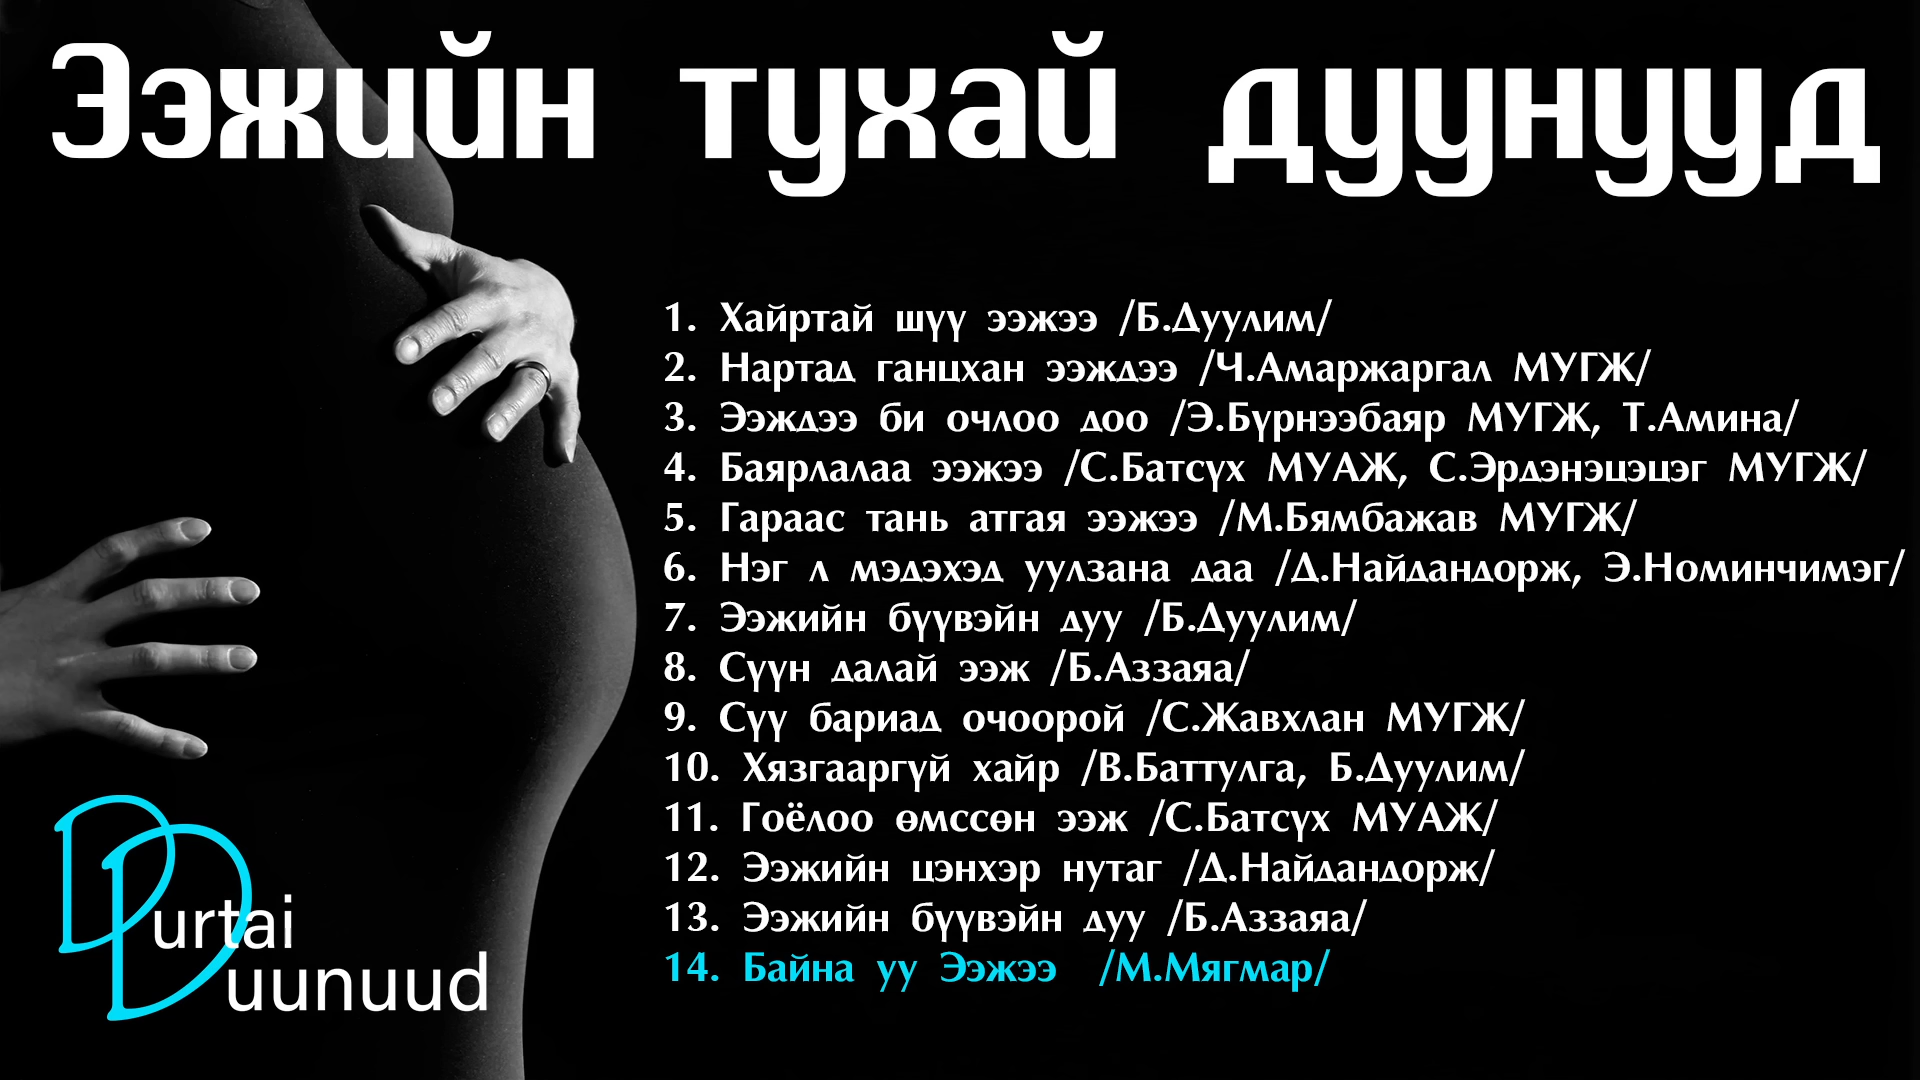 Ээжийн тухай дуунууд
1. Хайртай шүү ээжээ /Б.Дуулим/
2. Нартад ганцхан ээждээ /Ч.Амаржаргал МУГЖ/
3. Ээждээ би очлоо доо /Э.Бүрнээбаяр МУГЖ, Т.Амина/
4. Баярлалаа ээжээ /С.Батсүх МУАЖ, С.Эрдэнэцэцэг МУГЖ/
5. Гараас тань атгая ээжээ /М.Бямбажав МУГЖ/
6. Нэг л мэдэхэд уулзана даа /Д.Найдандорж, Э.Номинчимэг/
7. Ээжийн бүүвэйн дуу /Б.Дуулим/
8. Сүүн далай ээж /Б.Аззаяа/
9. Сүү бариад очоорой /С.Жавхлан МУГЖ/
10. Хязгааргүй хайр /В.Баттулга, Б.Дуулим/
11. Гоёлоо өмссөн ээж /С.Батсүх МУАЖ/
12. Ээжийн цэнхэр нутаг /Д.Найдандорж/
13. Ээжийн бүүвэйн дуу /Б.Аззаяа/
14. Байна уу Ээжээ /М.Мягмар/
Durtai
Duunuud